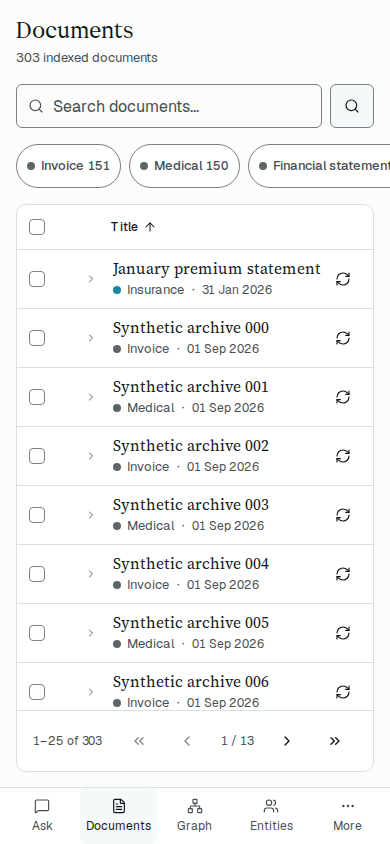 Documents
303 indexed documents
Search documents...
Invoice 151
Medical 150
Financial statement
Title
January premium statement
Insurance · 31 Jan 2026
Synthetic archive 000
Invoice · 01 Sep 2026
Synthetic archive 001
Medical · 01 Sep 2026
Synthetic archive 002
Invoice · 01 Sep 2026
Synthetic archive 003
Medical · 01 Sep 2026
Synthetic archive 004
Invoice · 01 Sep 2026
Synthetic archive 005
Medical · 01 Sep 2026
Synthetic archive 006
Invoice · 01 Sep 2026
1–25 of 303
1 / 13
Ask
Documents
Graph
Entities
More